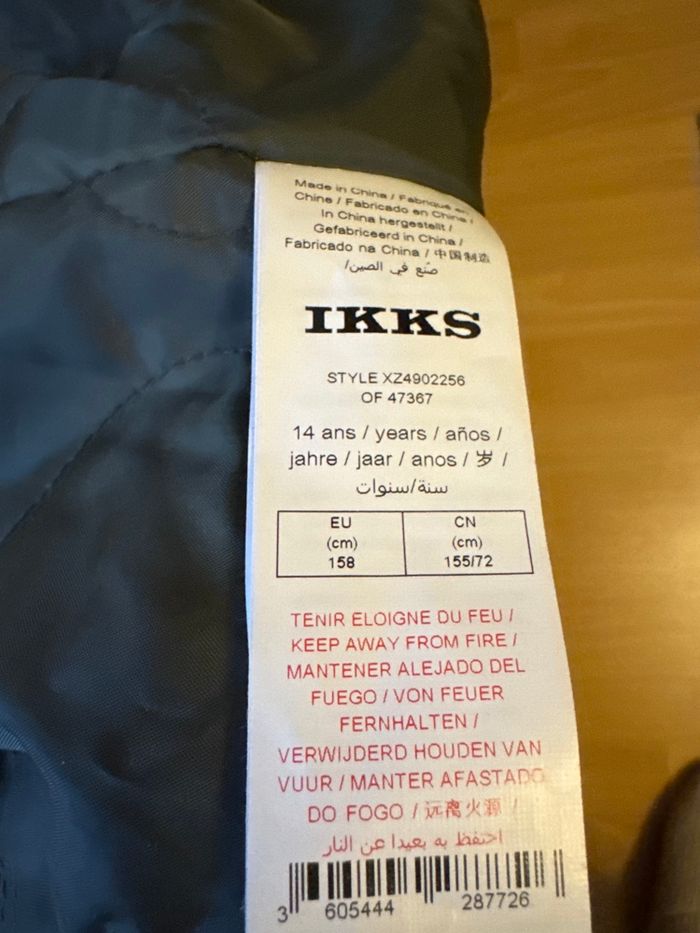 Made in China / Fabriqué en
Chine / Fabricado en China /
In China hergestellt /
Gefabriceerd in China /
Fabricado na China / 中国制造
/صنع في الصين
IKKS
STYLE XZ4902256
OF 47367
14 ans / years / años /
jahre / jaar / anos / 岁 /
سنة/سنوات
EU CN
(cm) (cm)
158 155/72
TENIR ELOIGNE DU FEU /
KEEP AWAY FROM FIRE /
MANTENER ALEJADO DEL
FUEGO / VON FEUER
FERNHALTEN /
VERWIJDERD HOUDEN VAN
VUUR / MANTER AFASTADO
DO FOGO / 远离火源 /
احتفظ به بعيدا عن النار
3 605444 287726